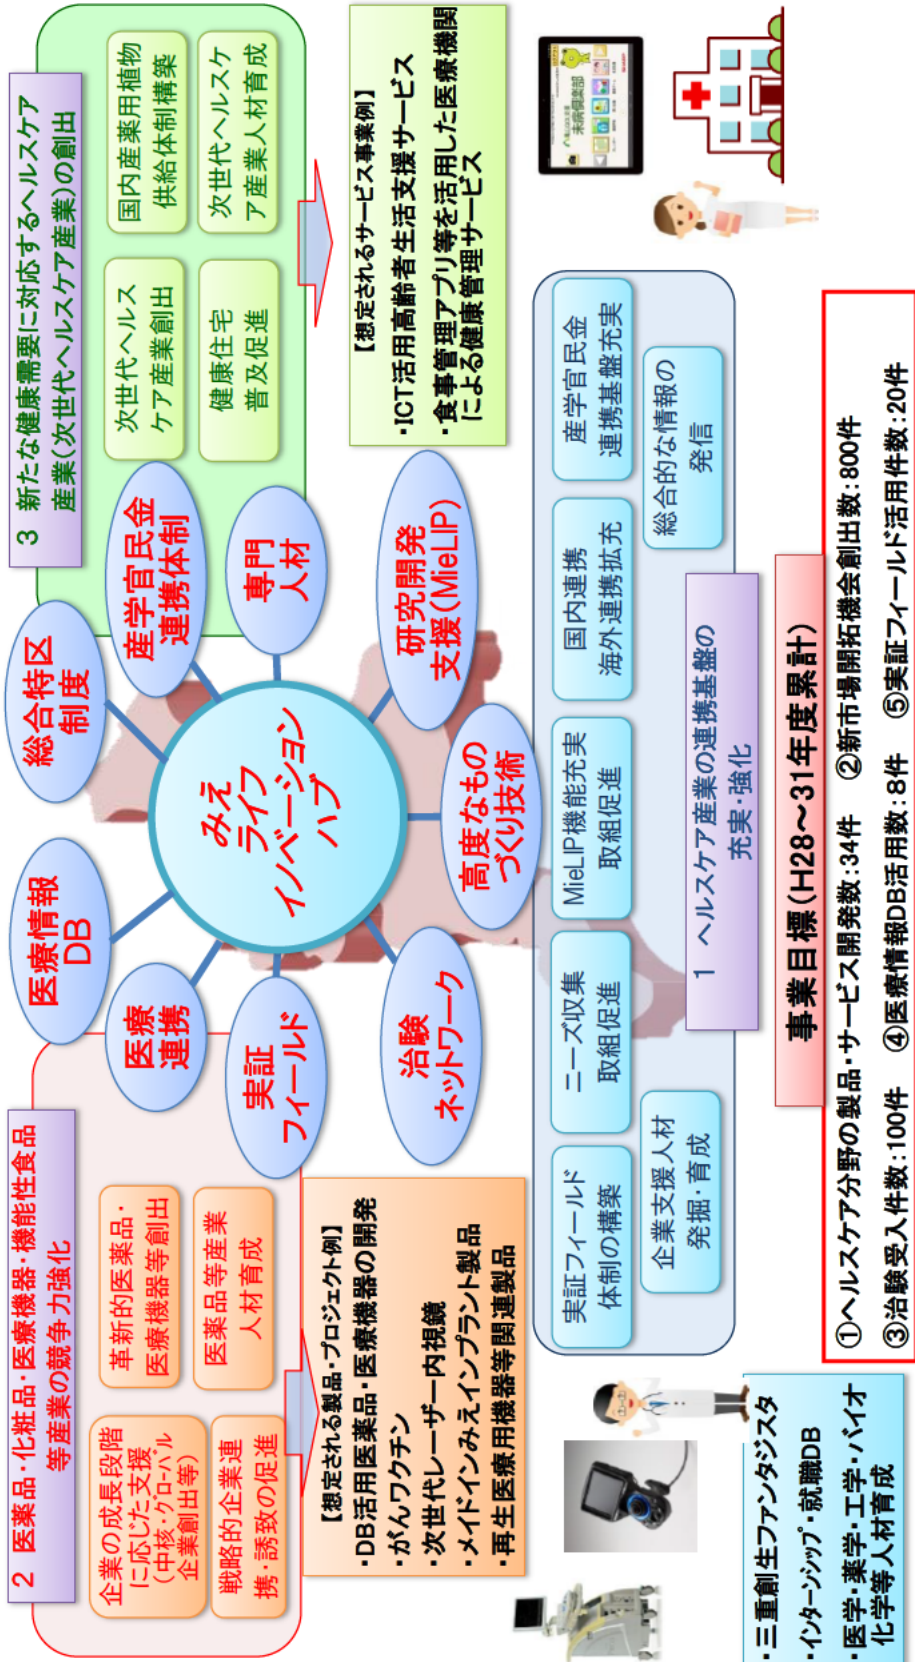 2 医薬品・化粧品・医療機器・機能性食品
等産業の競争力強化
企業の成長段階
に応じた支援
(中核・グローバル
企業創出等)
革新的医薬品・
医療機器等創出
戦略的企業連
携・誘致の促進
医薬品等産業
人材育成
【想定される製品・プロジェクト例】
・DB活用医薬品・医療機器の開発
・がんワクチン
・次世代レーザー内視鏡
・メイドインみえインプラント製品
・再生医療用機器等関連製品
3 新たな健康需要に対応するヘルスケア
産業(次世代ヘルスケア産業)の創出
次世代ヘルス
ケア産業創出
国内産薬用植物
供給体制構築
健康住宅
普及促進
次世代ヘルスケ
ア産業人材育成
【想定されるサービス事業例】
・ICT活用高齢者生活支援サービス
・食事管理アプリ等を活用した医療機関
による健康管理サービス
未病倶楽部
みえ
ライフ
イノベーション
ハブ
医療情報
DB
総合特区
制度
医療
連携
産学官民金
連携体制
実証
フィールド
専門
人材
治験
ネットワーク
高度なもの
づくり技術
研究開発
支援(MieLIP)
実証フィールド
体制の構築
ニーズ収集
取組促進
MieLIP機能充実
取組促進
国内連携
海外連携拡充
産学官民金
連携基盤充実
企業支援人材
発掘・育成
総合的な情報の
発信
1 ヘルスケア産業の連携基盤の
充実・強化
・三重創生ファンタジスタ
・インターンシップ・就職DB
・医学・薬学・工学・バイオ
化学等人材育成
事業目標(H28～31年度累計)
①ヘルスケア分野の製品・サービス開発数:34件 ②新市場開拓機会創出数:800件
③治験受入件数:100件 ④医療情報DB活用数:8件 ⑤実証フィールド活用件数:20件